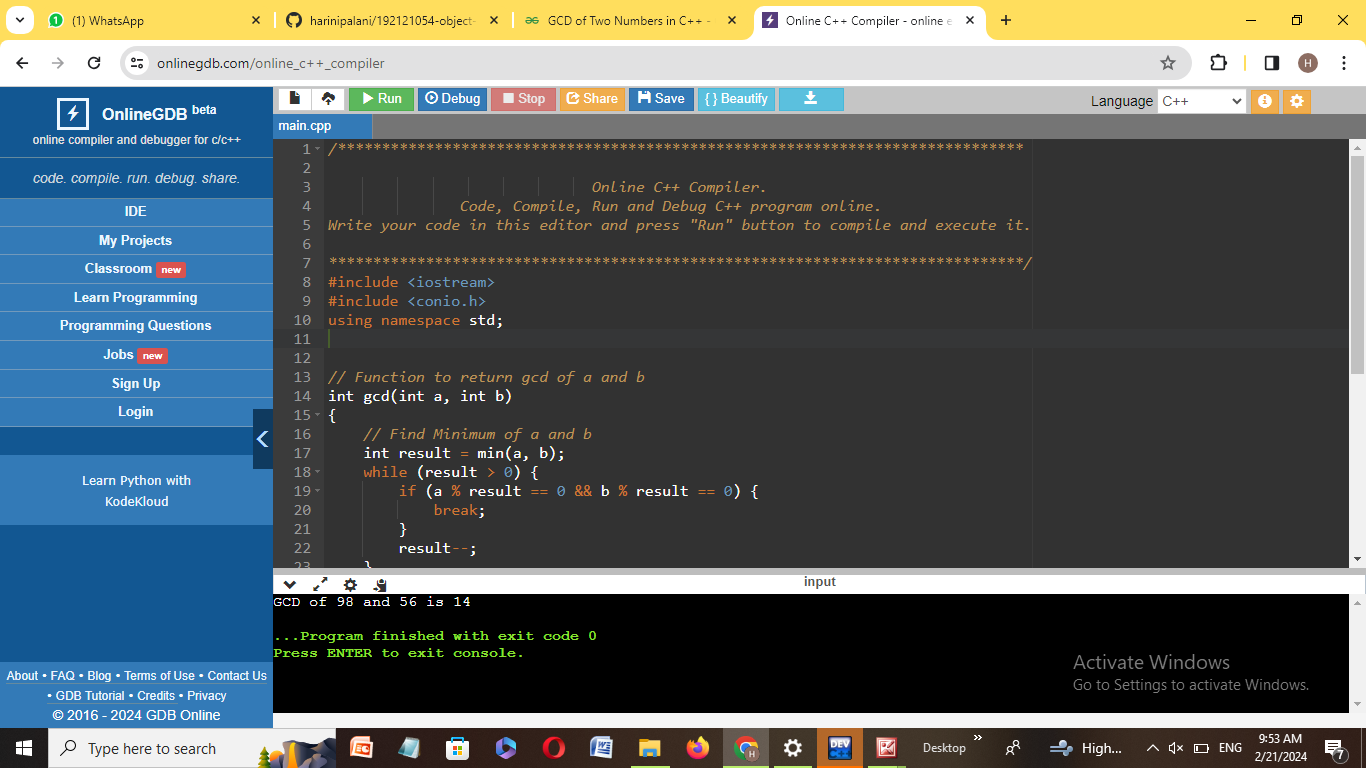 (1) WhatsApp
harinipalani/192121054-object-
GCD of Two Numbers in C++ -
Online C++ Compiler - online e
onlinegdb.com/online_c++_compiler
H
OnlineGDB beta
online compiler and debugger for c/c++
code. compile. run. debug. share.
IDE
My Projects
Classroom new
Learn Programming
Programming Questions
Jobs new
Sign Up
Login
Learn Python with
KodeKloud
About • FAQ • Blog • Terms of Use • Contact Us
• GDB Tutorial • Credits • Privacy
© 2016 - 2024 GDB Online
Run Debug Stop Share Save { } Beautify
Language C++
main.cpp
1 /******************************************************************************
2
3 Online C++ Compiler.
4 Code, Compile, Run and Debug C++ program online.
5 Write your code in this editor and press "Run" button to compile and execute it.
6
7 *******************************************************************************/
8 #include <iostream>
9 #include <conio.h>
10 using namespace std;
11
12
13 // Function to return gcd of a and b
14 int gcd(int a, int b)
15 {
16 // Find Minimum of a and b
17 int result = min(a, b);
18 while (result > 0) {
19 if (a % result == 0 && b % result == 0) {
20 break;
21 }
22 result--;
23 }
input
GCD of 98 and 56 is 14
...Program finished with exit code 0
Press ENTER to exit console.
Activate Windows
Go to Settings to activate Windows.
Type here to search
DEV
Desktop
High...
ENG
9:53 AM
2/21/2024
7